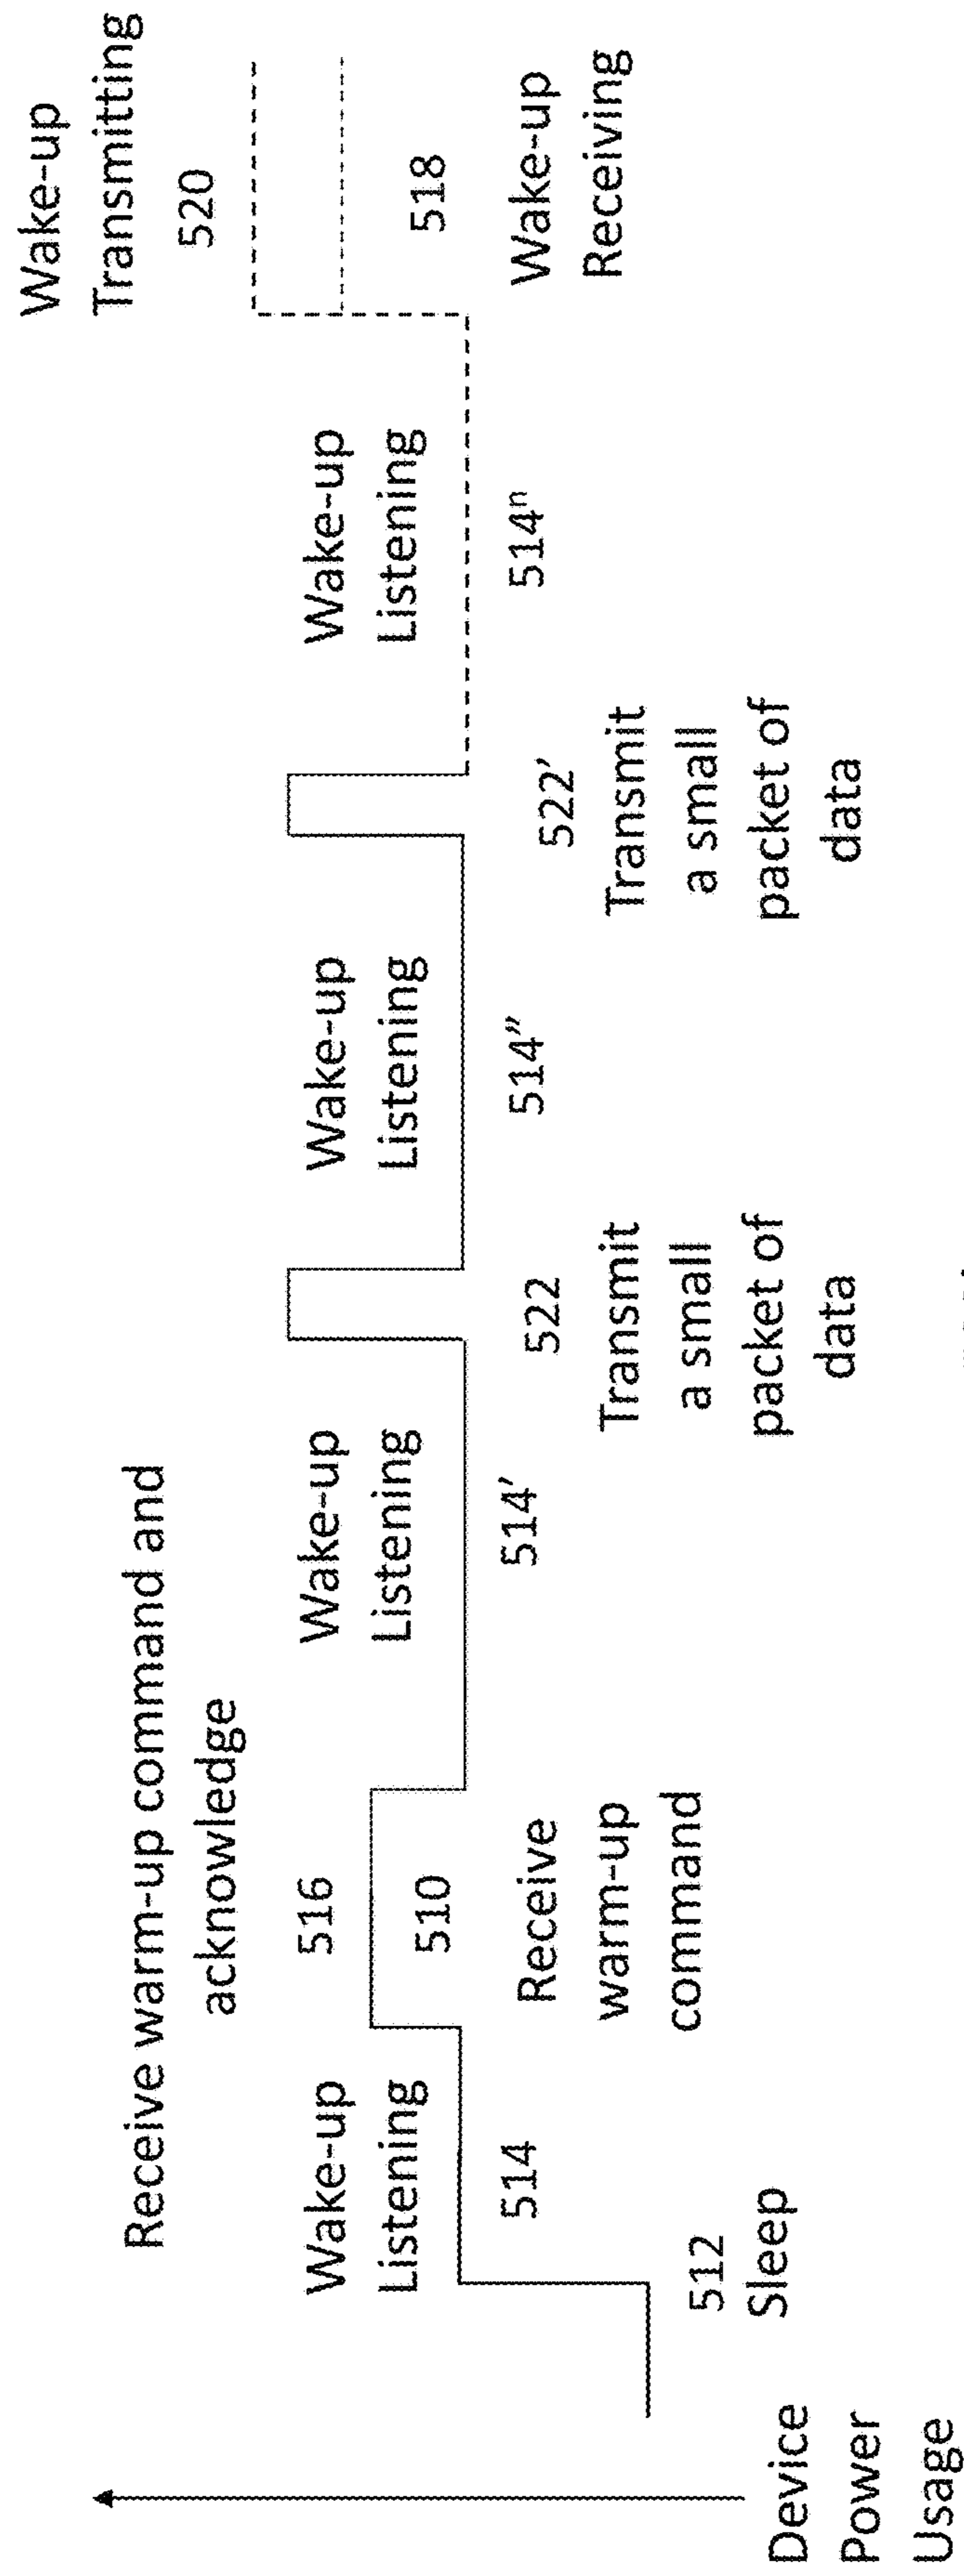 Receive warm-up command and
acknowledge
Wake-up
Transmitting
520
Wake-up
Listening
514
516
510
Receive
warm-up
command
Wake-up
Listening
514′
522
Transmit
a small
packet of
data
Wake-up
Listening
514″
522′
Transmit
a small
packet of
data
Wake-up
Listening
514ⁿ
518
Wake-up
Receiving
512
Sleep
Device
Power
Usage